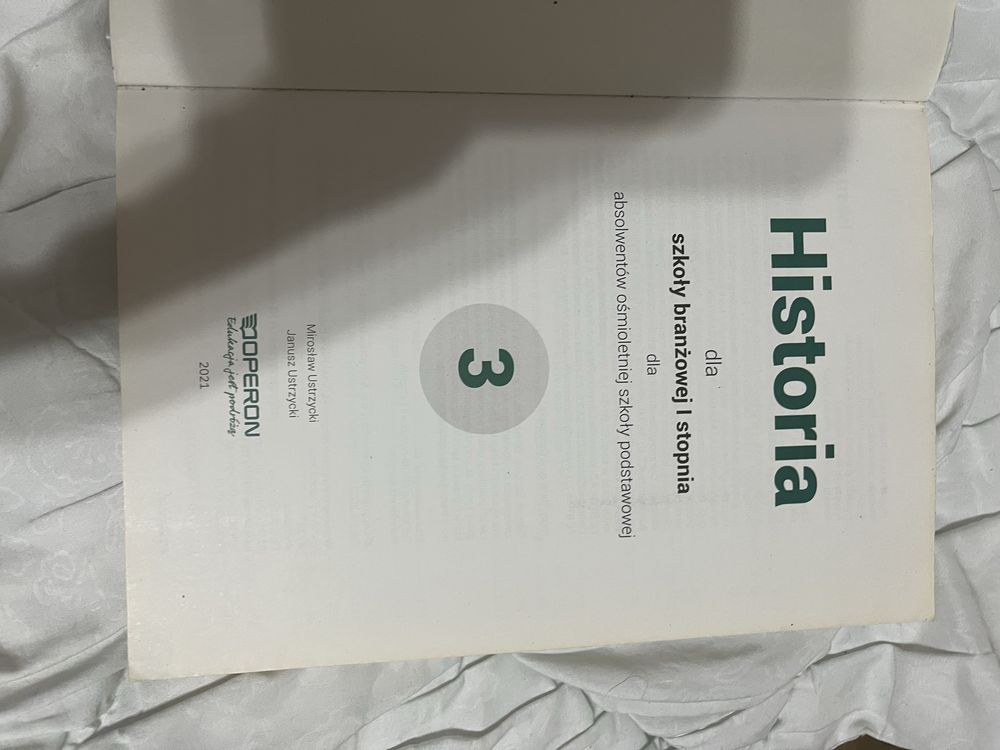 Historia
dla
szkoły branżowej I stopnia
dla
absolwentów ośmioletniej szkoły podstawowej
3
Mirosław Ustrzycki
Janusz Ustrzycki
OPERON
Edukacja jest podróżą
2021